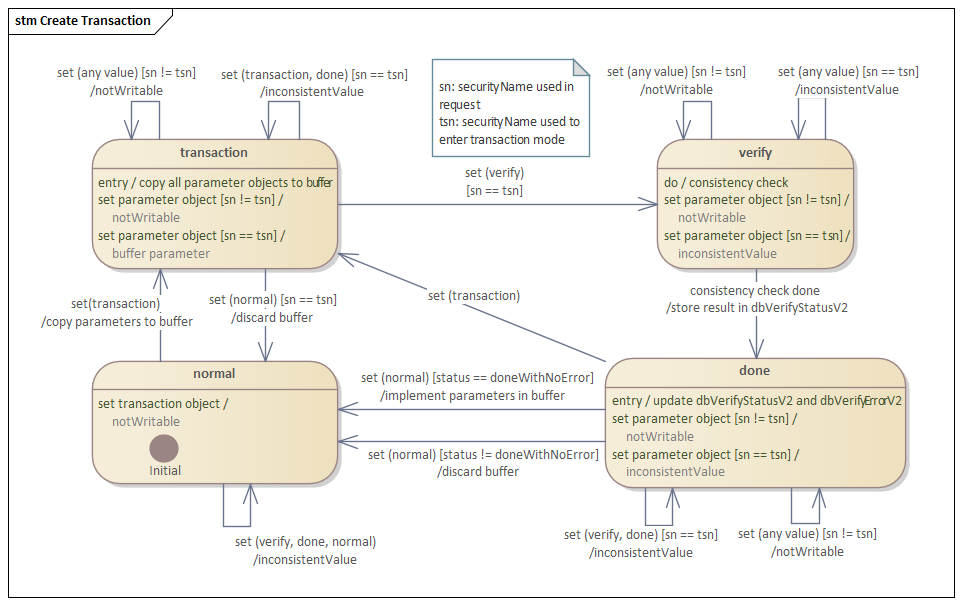 stm Create Transaction
set (any value) [sn != tsn]
/notWritable
set (transaction, done) [sn == tsn]
/inconsistentValue
sn: securityName used in
request
tsn: securityName used to
enter transaction mode
set (any value) [sn != tsn]
/notWritable
set (any value) [sn == tsn]
/inconsistentValue
transaction
entry / copy all parameter objects to buffer
set parameter object [sn != tsn] /
notWritable
set parameter object [sn == tsn] /
buffer parameter
set (verify)
[sn == tsn]
verify
do / consistency check
set parameter object [sn != tsn] /
notWritable
set parameter object [sn == tsn] /
inconsistentValue
set(transaction)
/copy parameters to buffer
set (normal) [sn == tsn]
/discard buffer
set (transaction)
consistency check done
/store result in dbVerifyStatusV2
normal
set transaction object /
notWritable
Initial
set (normal) [status == doneWithNoError]
/implement parameters in buffer
set (normal) [status != doneWithNoError]
/discard buffer
done
entry / update dbVerifyStatusV2 and dbVerifyErrorV2
set parameter object [sn != tsn] /
notWritable
set parameter object [sn == tsn] /
inconsistentValue
set (verify, done, normal)
/inconsistentValue
set (verify, done) [sn == tsn]
/inconsistentValue
set (any value) [sn != tsn]
/notWritable